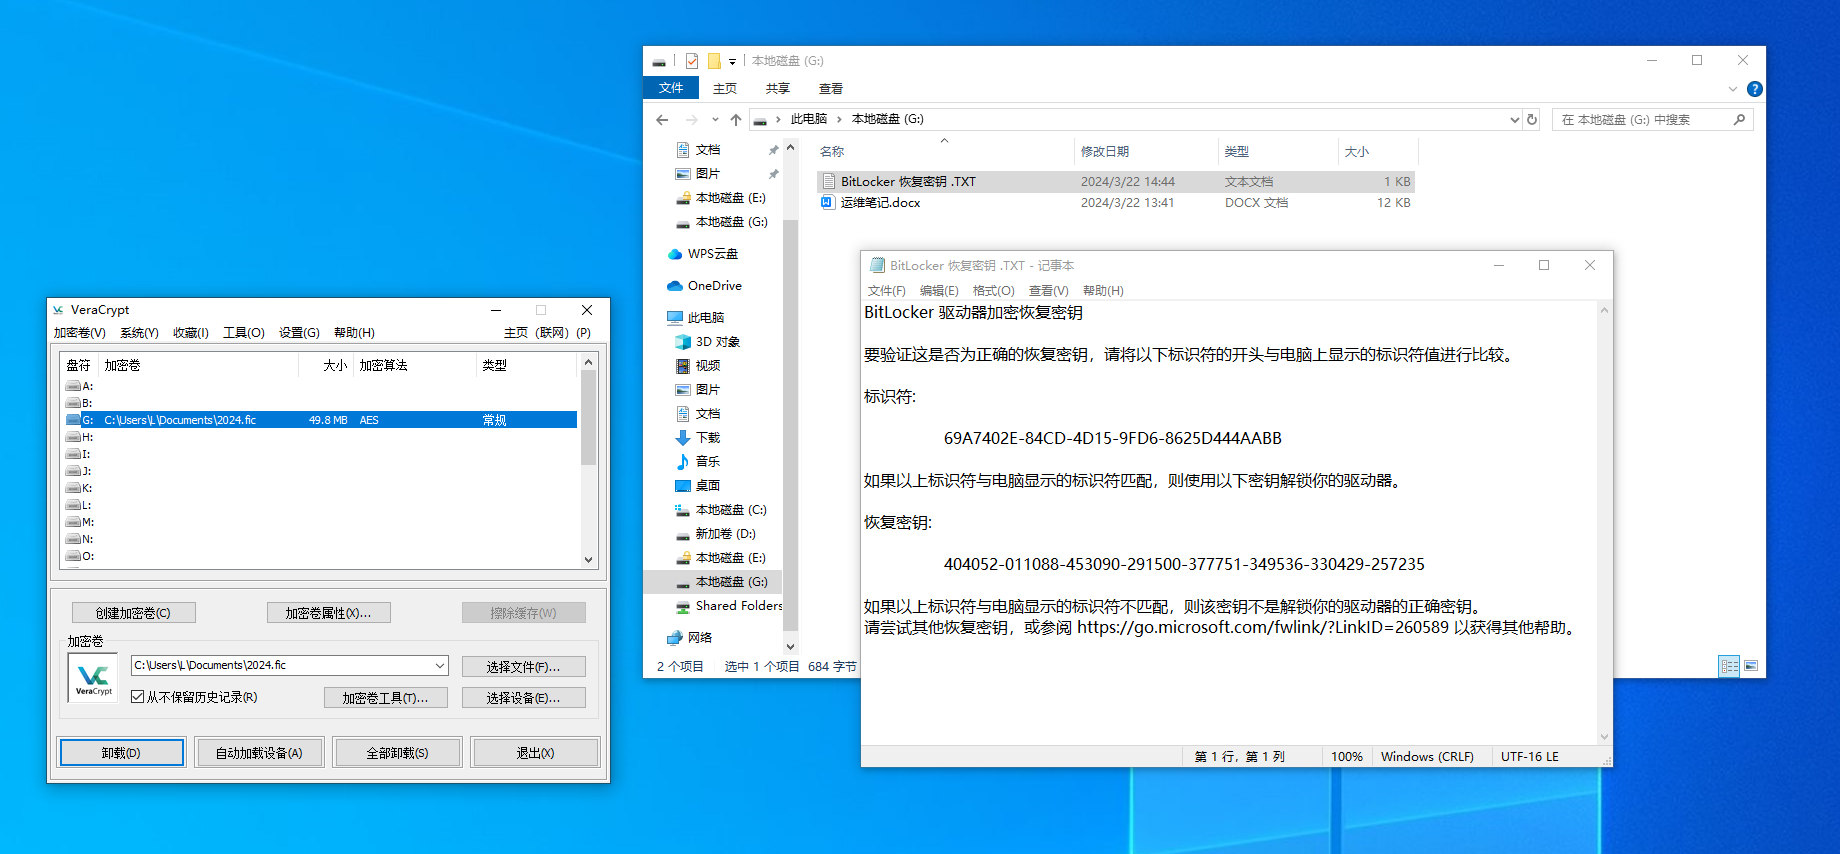 VeraCrypt
加密卷(V) 系统(Y) 收藏(I) 工具(O) 设置(G) 帮助(H) 主页（联网）(P)
盘符 加密卷 大小 加密算法 类型
A:
B:
G: C:\Users\L\Documents\2024.fic 49.8 MB AES 常规
H:
I:
J:
K:
L:
M:
N:
O:
创建加密卷(C) 加密卷属性(X)... 擦除缓存(W)
加密卷
VeraCrypt
C:\Users\L\Documents\2024.fic 选择文件(F)...
从不保留历史记录(R) 加密卷工具(T)... 选择设备(E)...
卸载(D) 自动加载设备(A) 全部卸载(S) 退出(X)
本地磁盘 (G:)
文件 主页 共享 查看
此电脑 本地磁盘 (G:) 在 本地磁盘 (G:) 中搜索
文档
图片
本地磁盘 (E:)
本地磁盘 (G:)
WPS云盘
OneDrive
此电脑
3D 对象
视频
图片
文档
下载
音乐
桌面
本地磁盘 (C:)
新加卷 (D:)
本地磁盘 (E:)
本地磁盘 (G:)
Shared Folders
网络
名称 修改日期 类型 大小
BitLocker 恢复密钥 .TXT 2024/3/22 14:44 文本文档 1 KB
运维笔记.docx 2024/3/22 13:41 DOCX 文档 12 KB
2 个项目 选中 1 个项目 684 字节
BitLocker 恢复密钥 .TXT - 记事本
文件(F) 编辑(E) 格式(O) 查看(V) 帮助(H)
BitLocker 驱动器加密恢复密钥
要验证这是否为正确的恢复密钥，请将以下标识符的开头与电脑上显示的标识符值进行比较。
标识符:
69A7402E-84CD-4D15-9FD6-8625D444AABB
如果以上标识符与电脑显示的标识符匹配，则使用以下密钥解锁你的驱动器。
恢复密钥:
404052-011088-453090-291500-377751-349536-330429-257235
如果以上标识符与电脑显示的标识符不匹配，则该密钥不是解锁你的驱动器的正确密钥。
请尝试其他恢复密钥，或参阅 https://go.microsoft.com/fwlink/?LinkID=260589 以获得其他帮助。
第 1 行，第 1 列 100% Windows (CRLF) UTF-16 LE